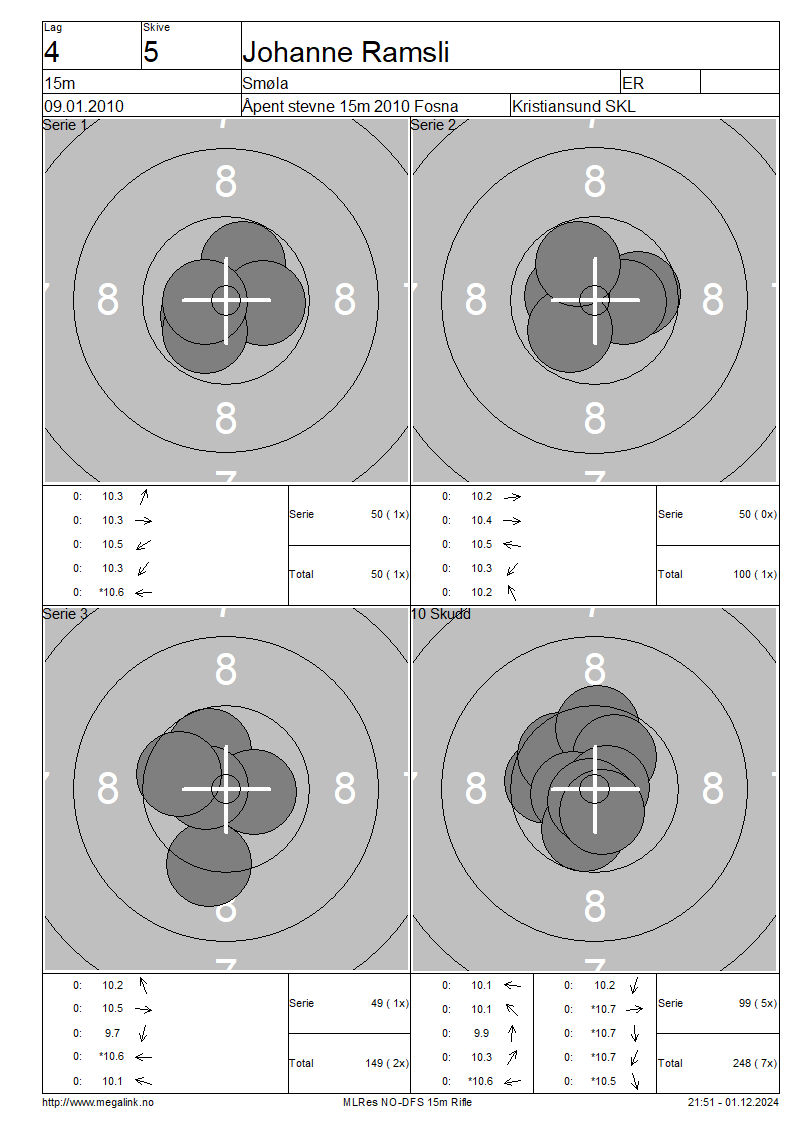 Lag Skive
4 5 Johanne Ramsli
15m Smøla ER
09.01.2010 Åpent stevne 15m 2010 Fosna Kristiansund SKL
Serie 1 Serie 2
7 7
8 8
7 8 8 7 8 8 7
8 8
7 7
0: 10.3
0: 10.3
0: 10.5
0: 10.3
0: *10.6
Serie 50 ( 1x)
Total 50 ( 1x)
0: 10.2
0: 10.4
0: 10.5
0: 10.3
0: 10.2
Serie 50 ( 0x)
Total 100 ( 1x)
Serie 3 10 Skudd
7 7
8 8
7 8 8 7 8 8 7
8 8
7 7
0: 10.2
0: 10.5
0: 9.7
0: *10.6
0: 10.1
Serie 49 ( 1x)
Total 149 ( 2x)
0: 10.1
0: 10.1
0: 9.9
0: 10.3
0: *10.6
0: 10.2
0: *10.7
0: *10.7
0: *10.7
0: *10.5
Serie 99 ( 5x)
Total 248 ( 7x)
http://www.megalink.no MLRes NO-DFS 15m Rifle 21:51 - 01.12.2024